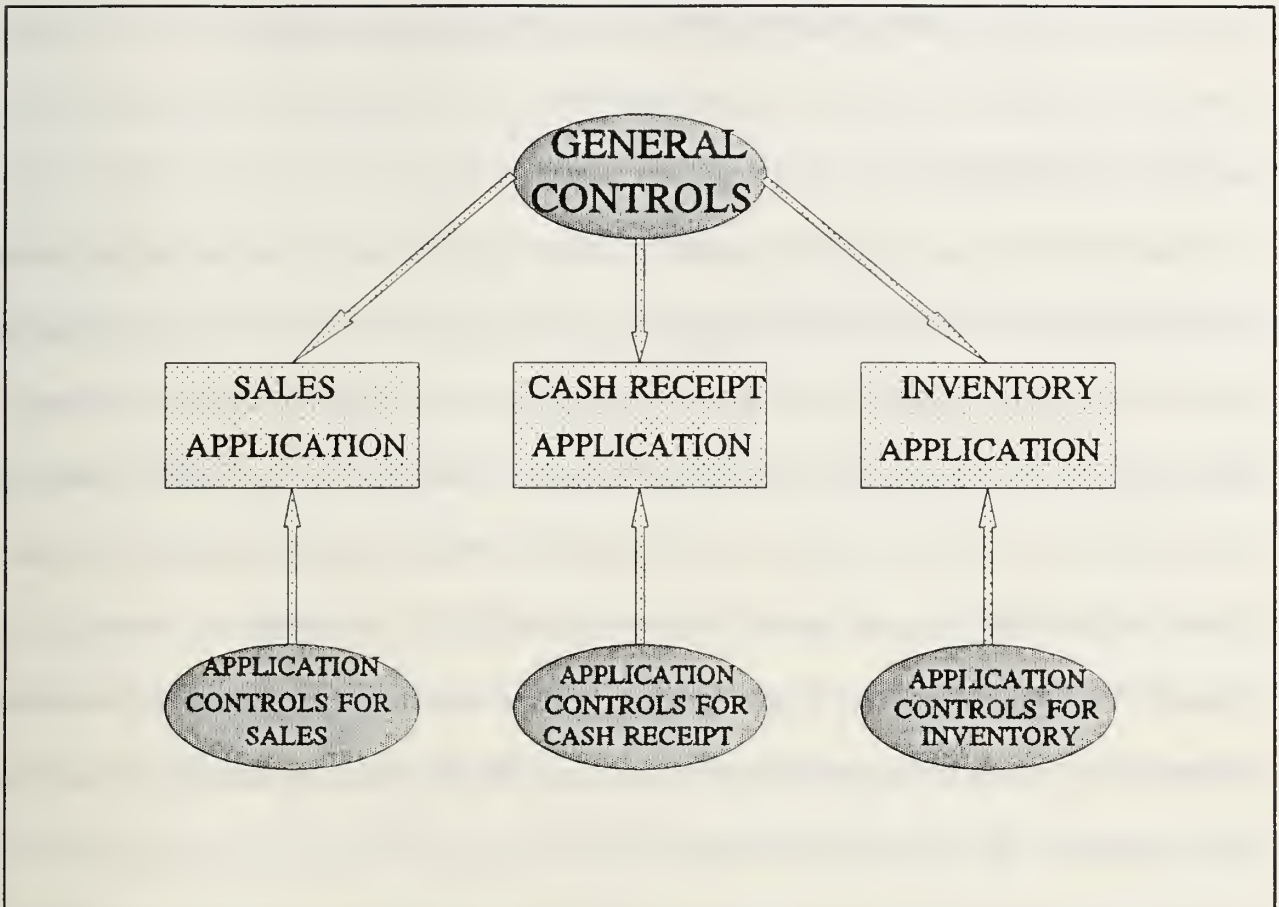 GENERAL
CONTROLS
SALES
APPLICATION
CASH RECEIPT
APPLICATION
INVENTORY
APPLICATION
APPLICATION
CONTROLS FOR
SALES
APPLICATION
CONTROLS FOR
CASH RECEIPT
APPLICATION
CONTROLS FOR
INVENTORY